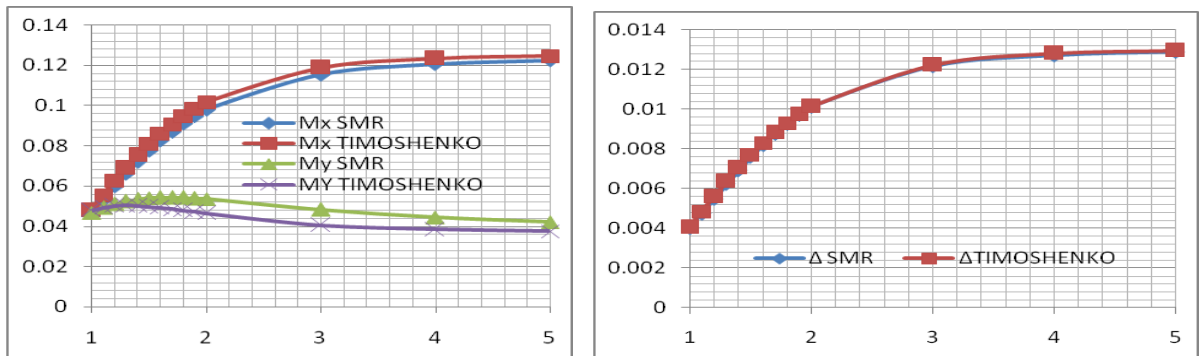 0.14
0.12
0.1
0.08
0.06
0.04
0.02
0
1 2 3 4 5
Mx SMR
Mx TIMOSHENKO
My SMR
MY TIMOSHENKO
0.014
0.012
0.010
0.008
0.006
0.004
0.002
0
1 2 3 4 5
Δ SMR ΔTIMOSHENKO